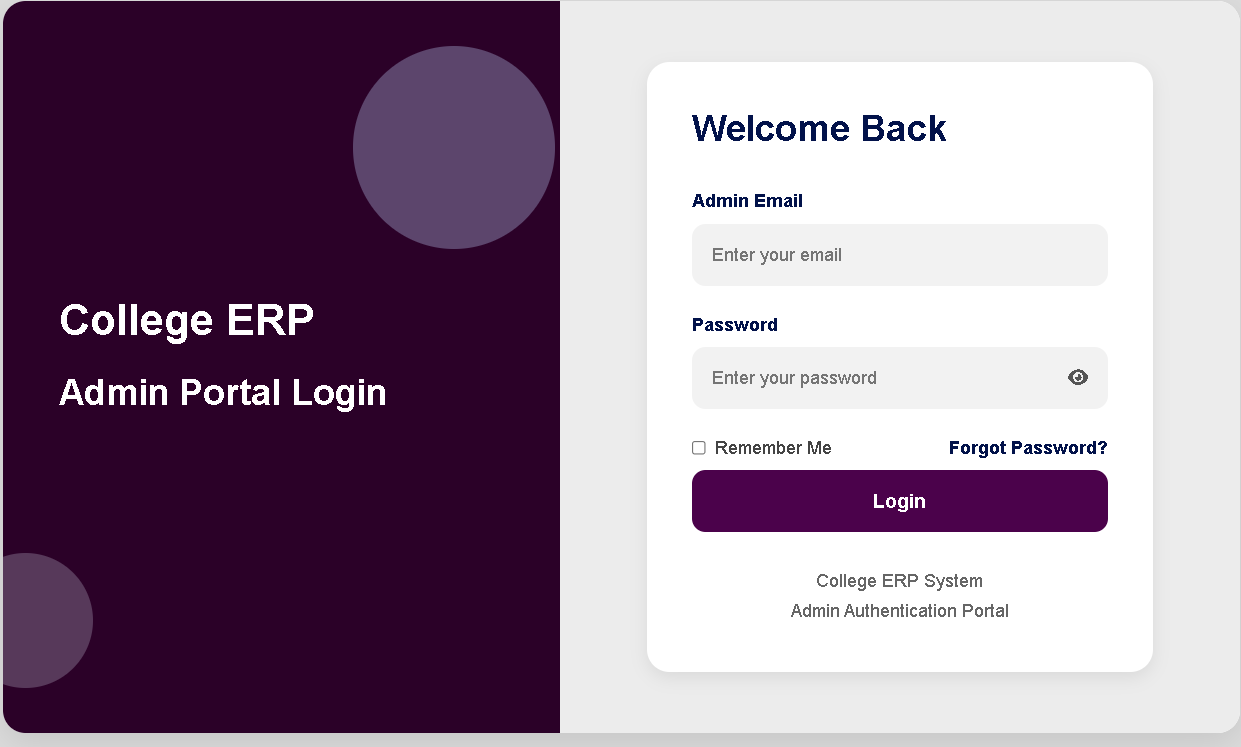 College ERP
Admin Portal Login
Welcome Back
Admin Email
Enter your email
Password
Enter your password
Remember Me
Forgot Password?
Login
College ERP System
Admin Authentication Portal